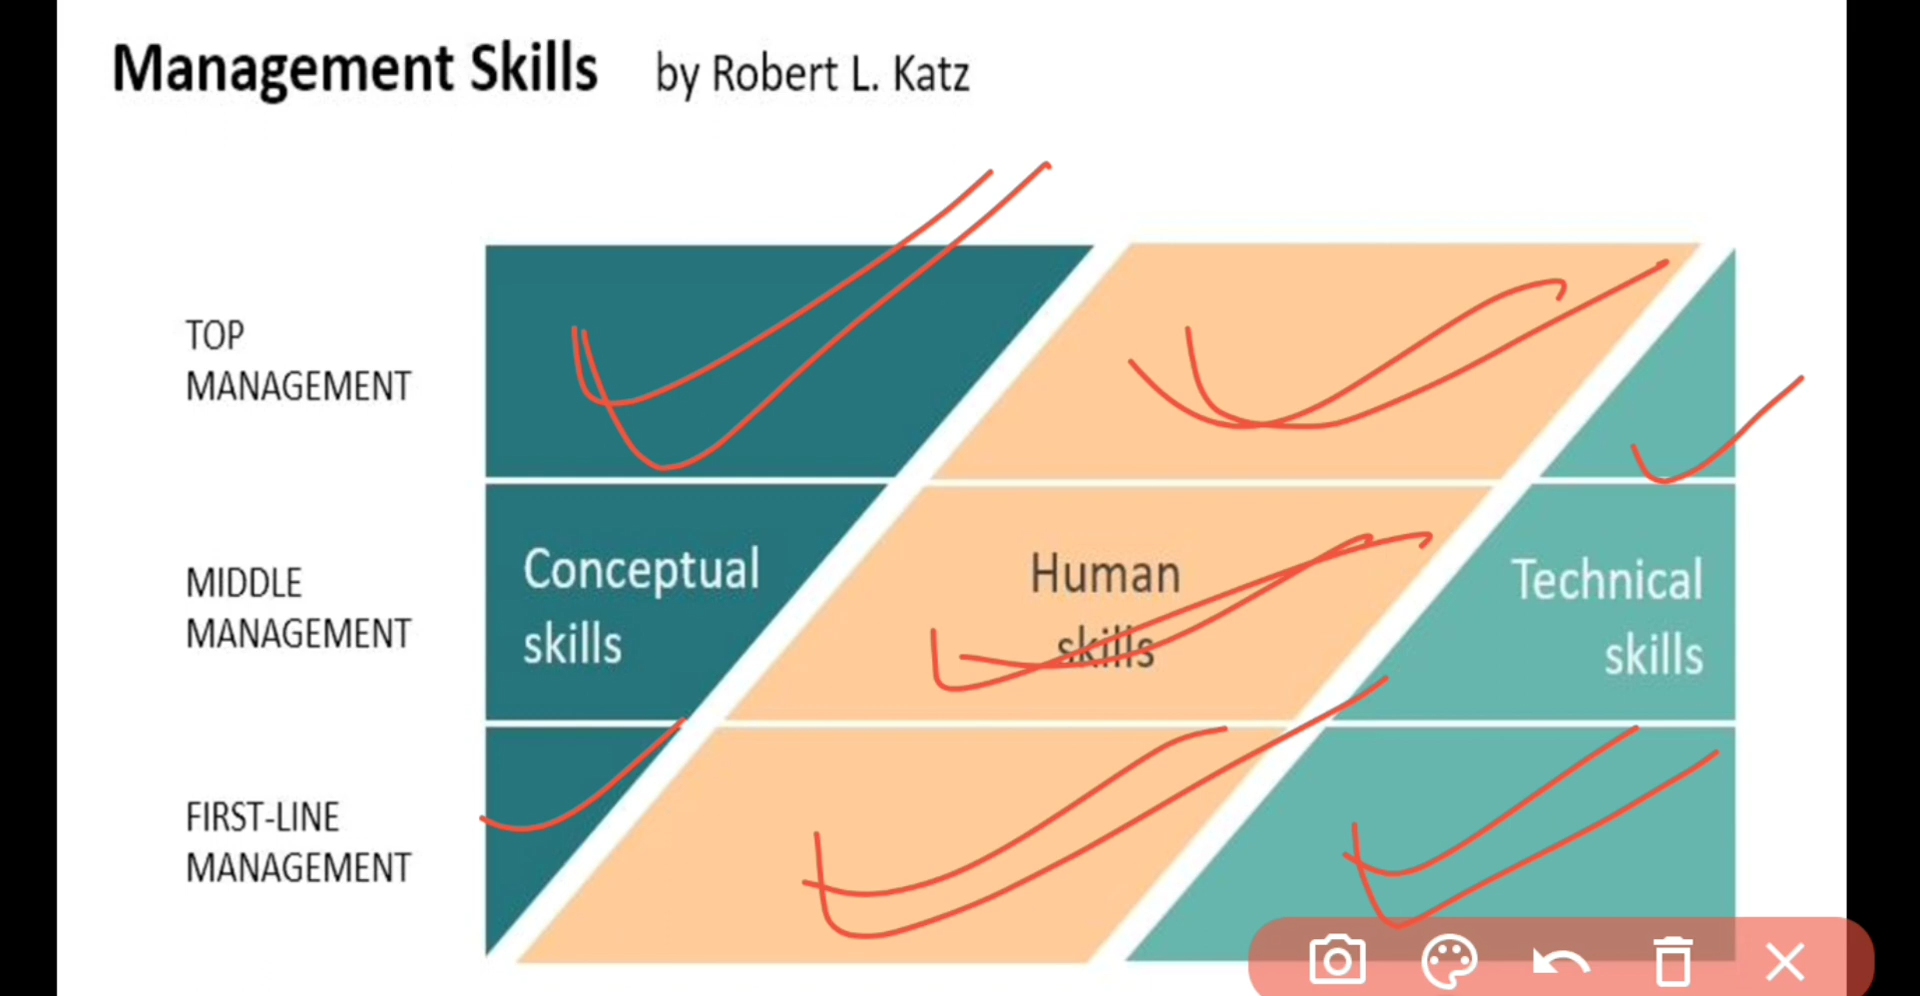 Management Skills by Robert L. Katz
TOP
MANAGEMENT
MIDDLE
MANAGEMENT
Conceptual
skills
Human
skills
Technical
skills
FIRST-LINE
MANAGEMENT